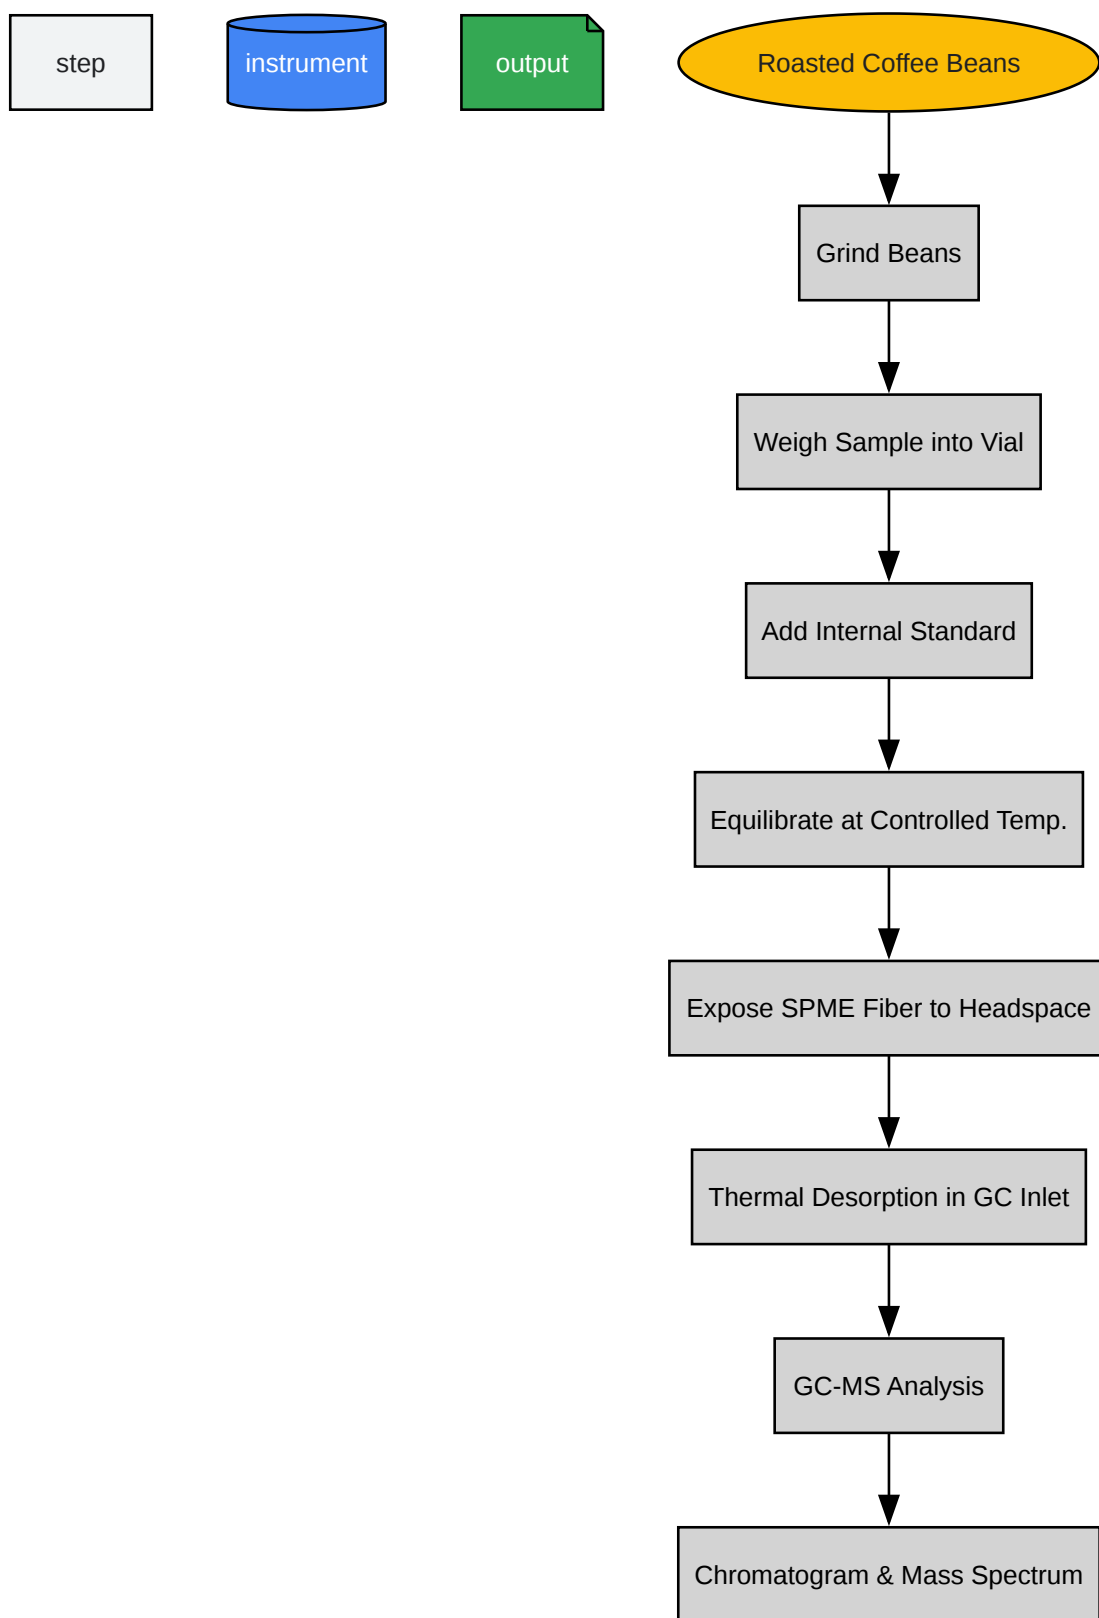 step
instrument
output
Roasted Coffee Beans
Grind Beans
Weigh Sample into Vial
Add Internal Standard
Equilibrate at Controlled Temp.
Expose SPME Fiber to Headspace
Thermal Desorption in GC Inlet
GC-MS Analysis
Chromatogram & Mass Spectrum